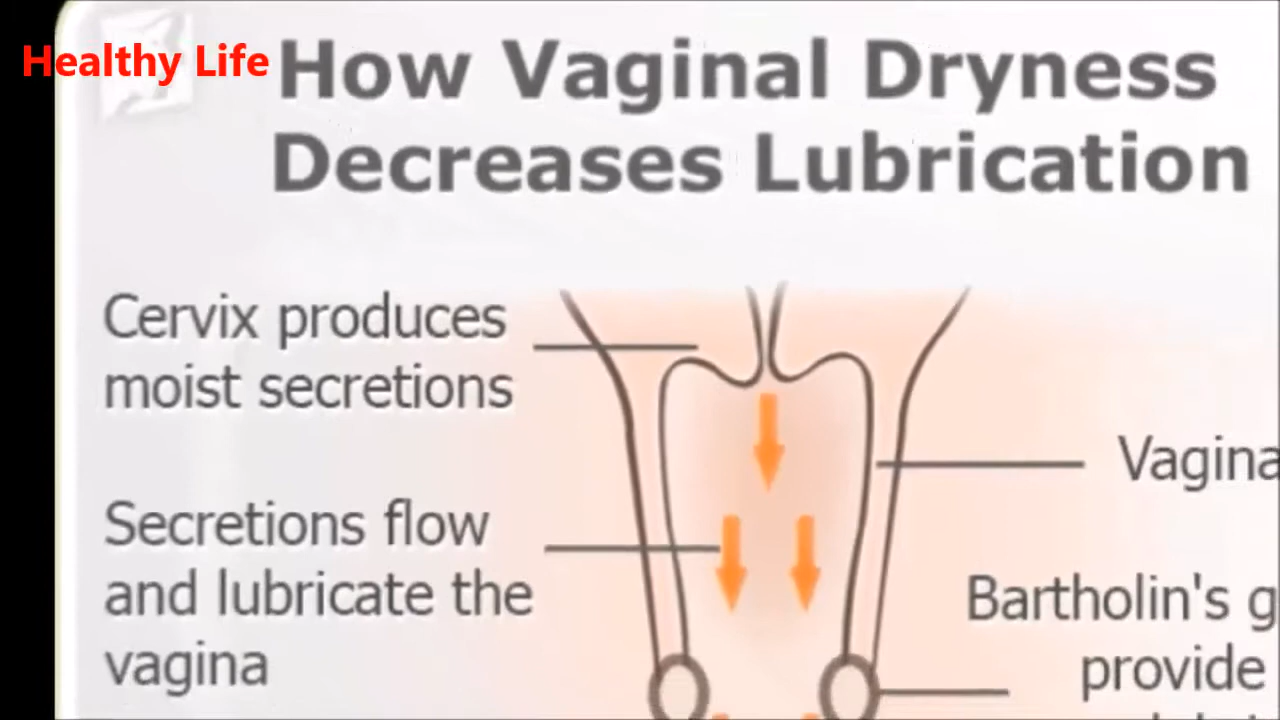 Healthy Life
How Vaginal Dryness
Decreases Lubrication
Cervix produces
moist secretions
Secretions flow
and lubricate the
vagina
Vagina
Bartholin's g
provide